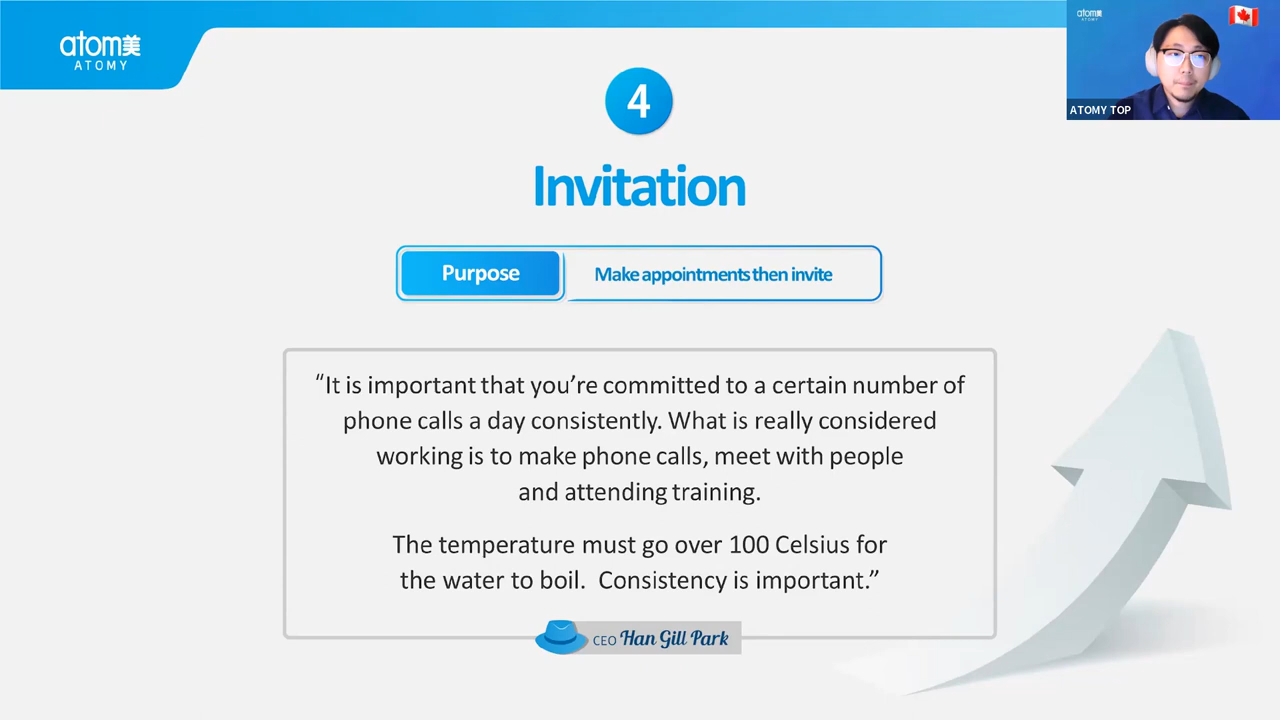 atom美
ATOMY
atom美
ATOMY
ATOMY TOP
4
Invitation
Purpose
Make appointments then invite
“It is important that you’re committed to a certain number of
phone calls a day consistently. What is really considered
working is to make phone calls, meet with people
and attending training.
The temperature must go over 100 Celsius for
the water to boil. Consistency is important.”
CEO Han Gill Park